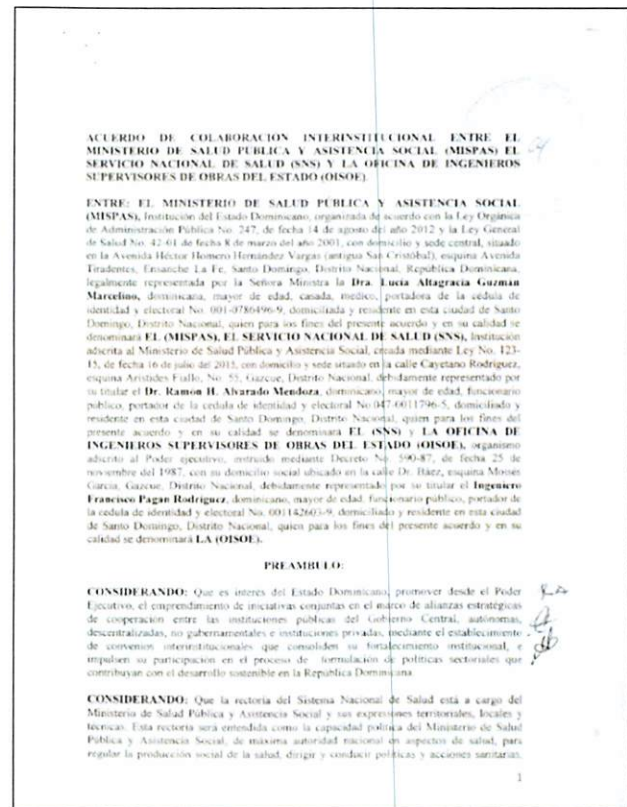 ACUERDO DE COLABORACION INTERINSTITUCIONAL ENTRE EL
MINISTERIO DE SALUD PUBLICA Y ASISTENCIA SOCIAL (MISPAS) EL
SERVICIO NACIONAL DE SALUD (SNS) Y LA OFICINA DE INGENIEROS
SUPERVISORES DE OBRAS DEL ESTADO (OISOE).
ENTRE: EL MINISTERIO DE SALUD PUBLICA Y ASISTENCIA SOCIAL
(MISPAS), Institución del Estado Dominicano, organizada de acuerdo con la Ley Orgánica
de Administración Pública No. 247, de fecha 14 de agosto del año 2012 y la Ley General
de Salud No. 42-01 de fecha 8 de marzo del año 2001, con domicilio y sede central, situado
en la Avenida Héctor Homero Hernández Vargas (antigua San Cristóbal), esquina Avenida
Tiradentes, Ensanche La Fe, Santo Domingo, Distrito Nacional, República Dominicana,
legalmente representada por la Señora Ministra la Dra. Lucía Altagracia Guzmán
Marcelino, dominicana, mayor de edad, casada, medico, portadora de la cedula de
identidad y electoral No. 001-0786496-9, domiciliada y residente en esta ciudad de Santo
Domingo, Distrito Nacional, quien para los fines del presente acuerdo y en su calidad se
denominará EL (MISPAS), EL SERVICIO NACIONAL DE SALUD (SNS), Institución
adscrita al Ministerio de Salud Pública y Asistencia Social, creada mediante Ley No. 123-
15, de fecha 16 de julio del 2015, con domicilio y sede situado en la calle Cayetano Rodríguez,
esquina Arístides Fiallo, No. 55, Gazcue, Distrito Nacional, debidamente representado por
su titular el Dr. Ramón H. Alvarado Mendoza, dominicano, mayor de edad, funcionario
público, portador de la cedula de identidad y electoral No 047-0011796-5, domiciliado y
residente en esta ciudad de Santo Domingo, Distrito Nacional, quien para los fines del
presente acuerdo y en su calidad se denominara EL (SNS) y LA OFICINA DE
INGENIEROS SUPERVISORES DE OBRAS DEL ESTADO (OISOE), organismo
adscrito al Poder ejecutivo, instruido mediante Decreto No. 590-87, de fecha 25 de
noviembre del 1987, con su domicilio social ubicado en la calle Dr. Báez, esquina Moisés
García, Gazcue, Distrito Nacional, debidamente representado por su titular el Ingeniero
Francisco Pagan Rodríguez, dominicano, mayor de edad, funcionario público, portador de
la cedula de identidad y electoral No. 001142603-9, domiciliado y residente en esta ciudad
de Santo Domingo, Distrito Nacional, quien para los fines del presente acuerdo y en su
calidad se denominará LA (OISOE).
PREAMBULO:
CONSIDERANDO: Que es interes del Estado Dominicano, promover desde el Poder
Ejecutivo, el emprendimiento de iniciativas conjuntas en el marco de alianzas estratégicas
de cooperación entre las instituciones públicas del Gobierno Central, autónomas,
descentralizadas, no gubernamentales e instituciones privadas, mediante el establecimiento
de convenios interinstitucionales que consoliden su fortalecimiento institucional, e
impulsen su participación en el proceso de formulación de políticas sectoriales que
contribuyan con el desarrollo sostenible en la República Dominicana.
CONSIDERANDO: Que la rectoría del Sistema Nacional de Salud está a cargo del
Ministerio de Salud Pública y Asistencia Social y sus expresiones territoriales, locales y
técnicas. Esta rectoría será entendida como la capacidad política del Ministerio de Salud
Pública y Asistencia Social, de máxima autoridad nacional en aspectos de salud, para
regular la producción social de la salud, dirigir y conducir políticas y acciones sanitarias,
1